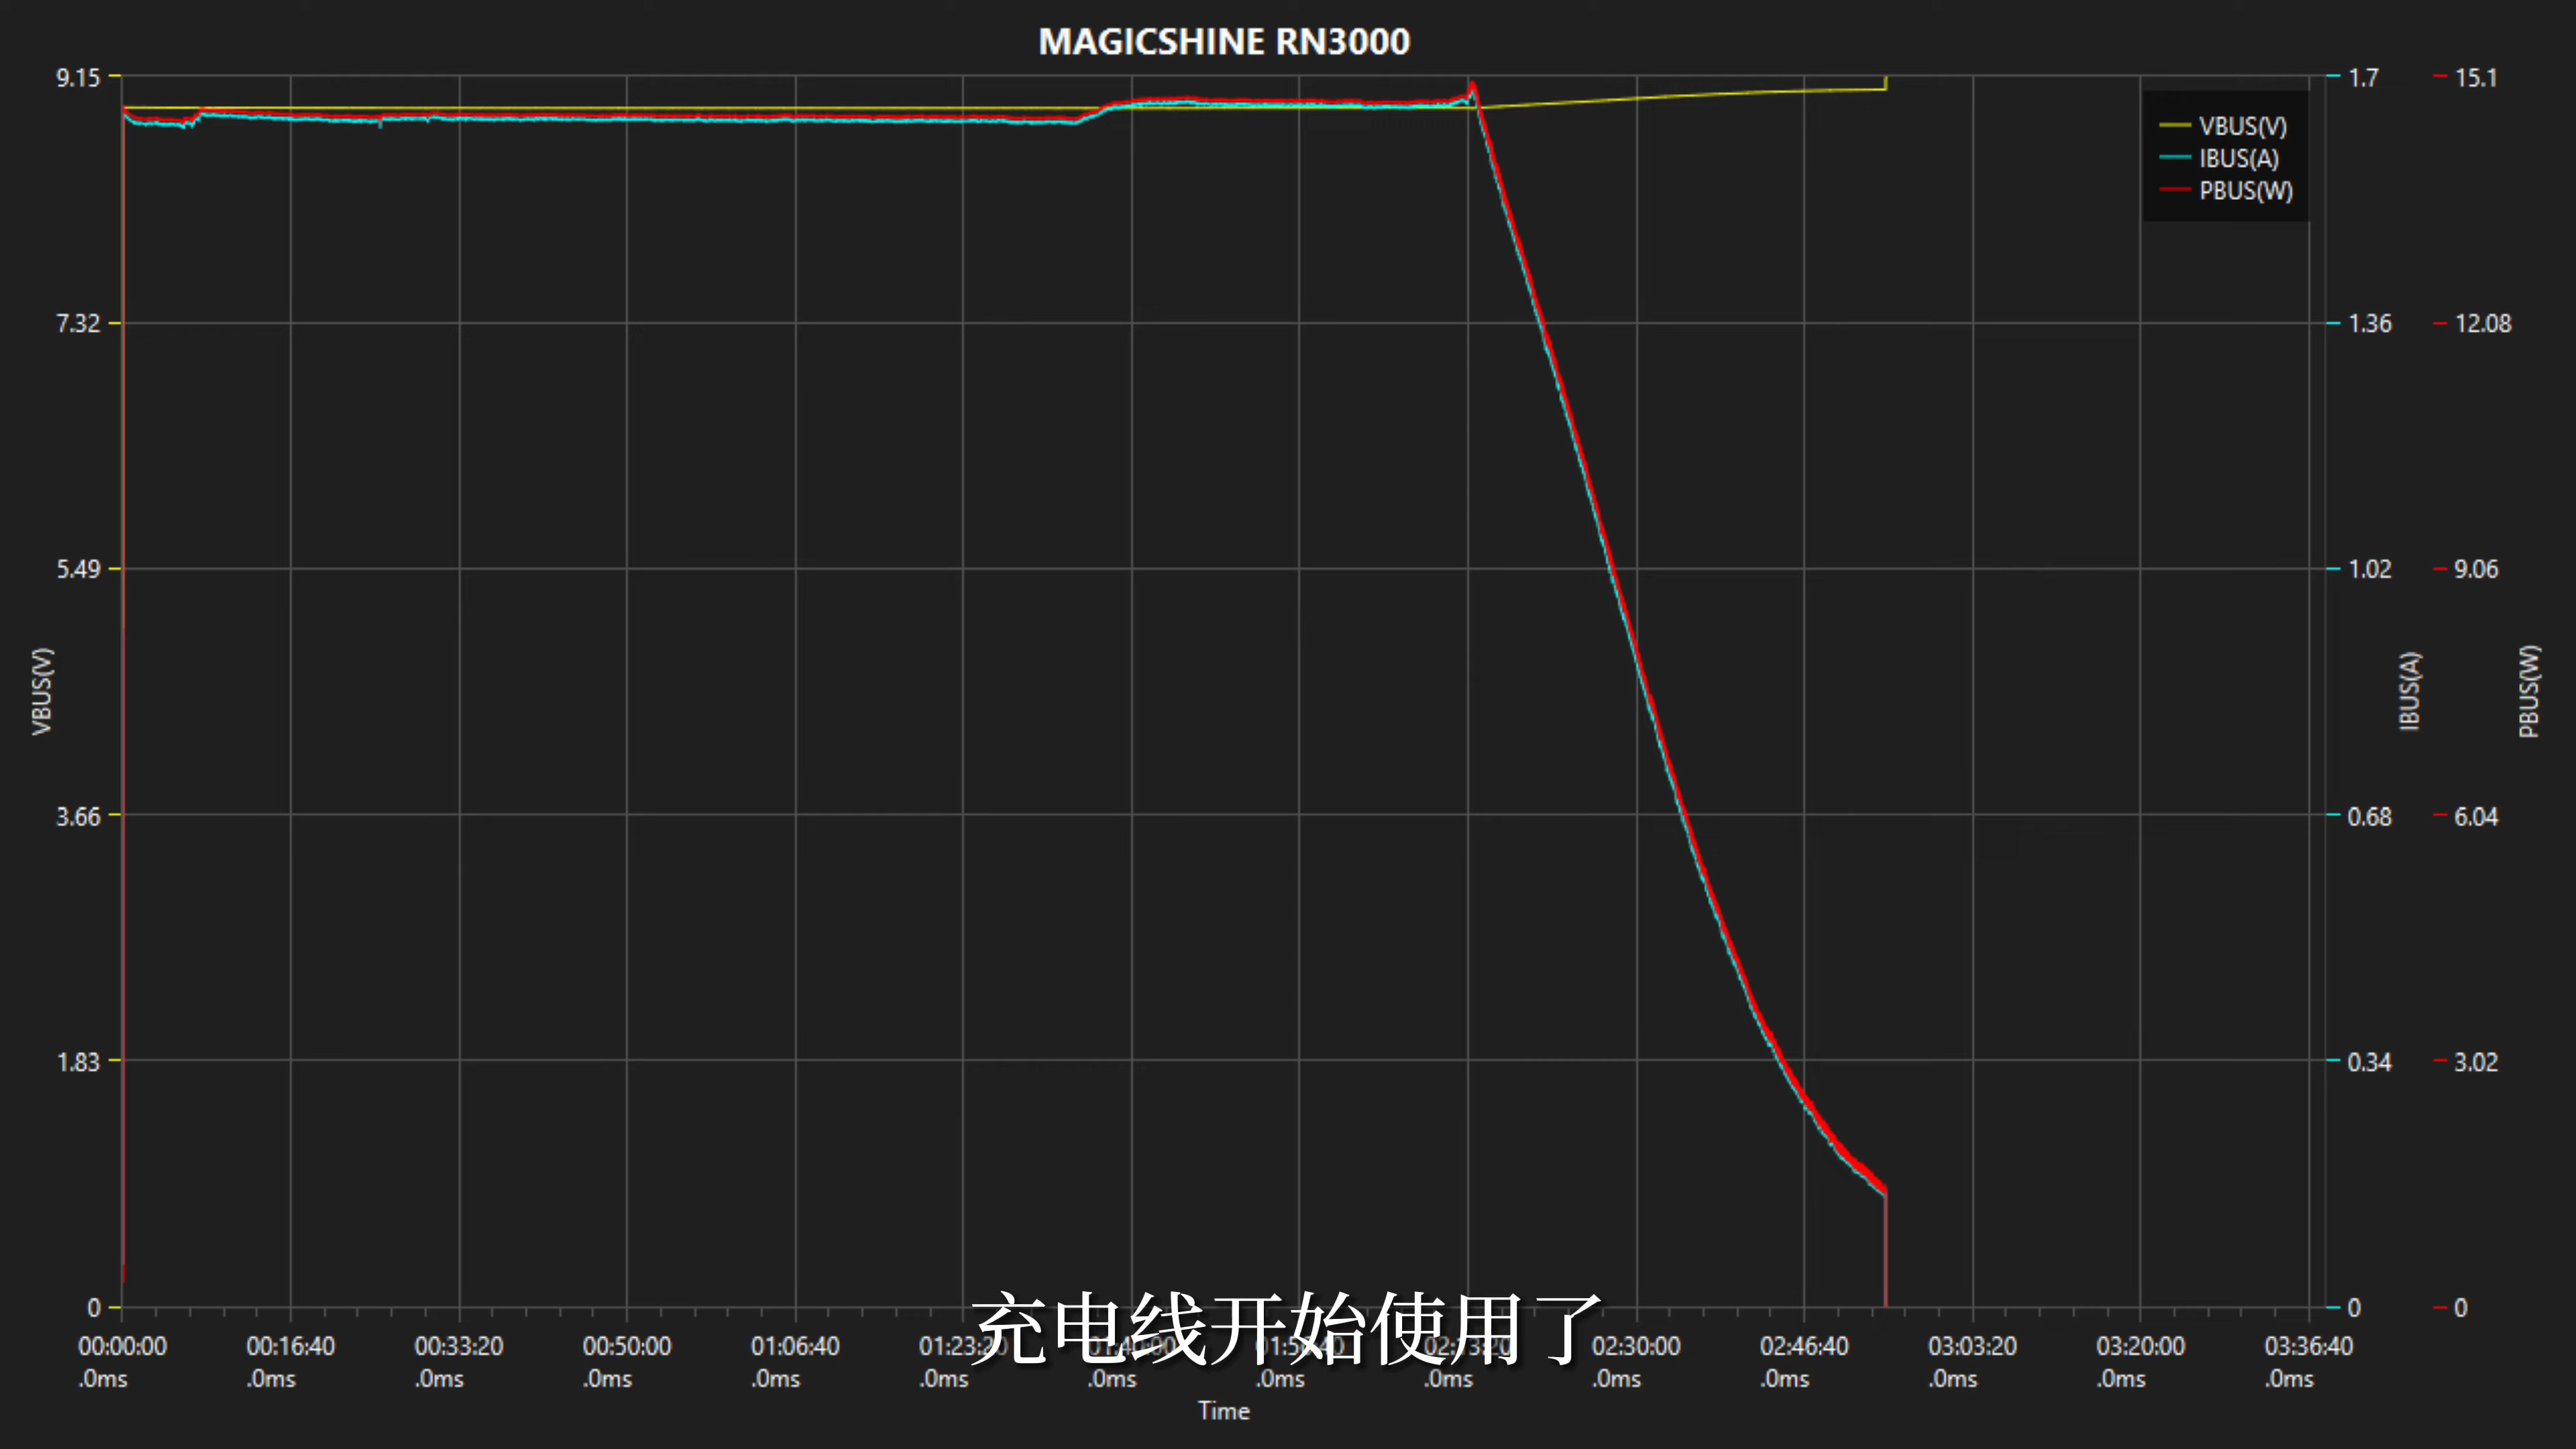 MAGICSHINE RN3000
9.15
7.32
5.49
3.66
1.83
0
VBUS(V)
1.7
1.36
1.02
0.68
0.34
0
IBUS(A)
15.1
12.08
9.06
6.04
3.02
0
PBUS(W)
VBUS(V)
IBUS(A)
PBUS(W)
充电线开始使用了
00:00:00 00:16:40 00:33:20 00:50:00 01:06:40 01:23:20 02:30:00 02:46:40 03:03:20 03:20:00 03:36:40
.0ms .0ms .0ms .0ms .0ms .0ms .0ms .0ms .0ms .0ms .0ms .0ms .0ms .0ms
Time